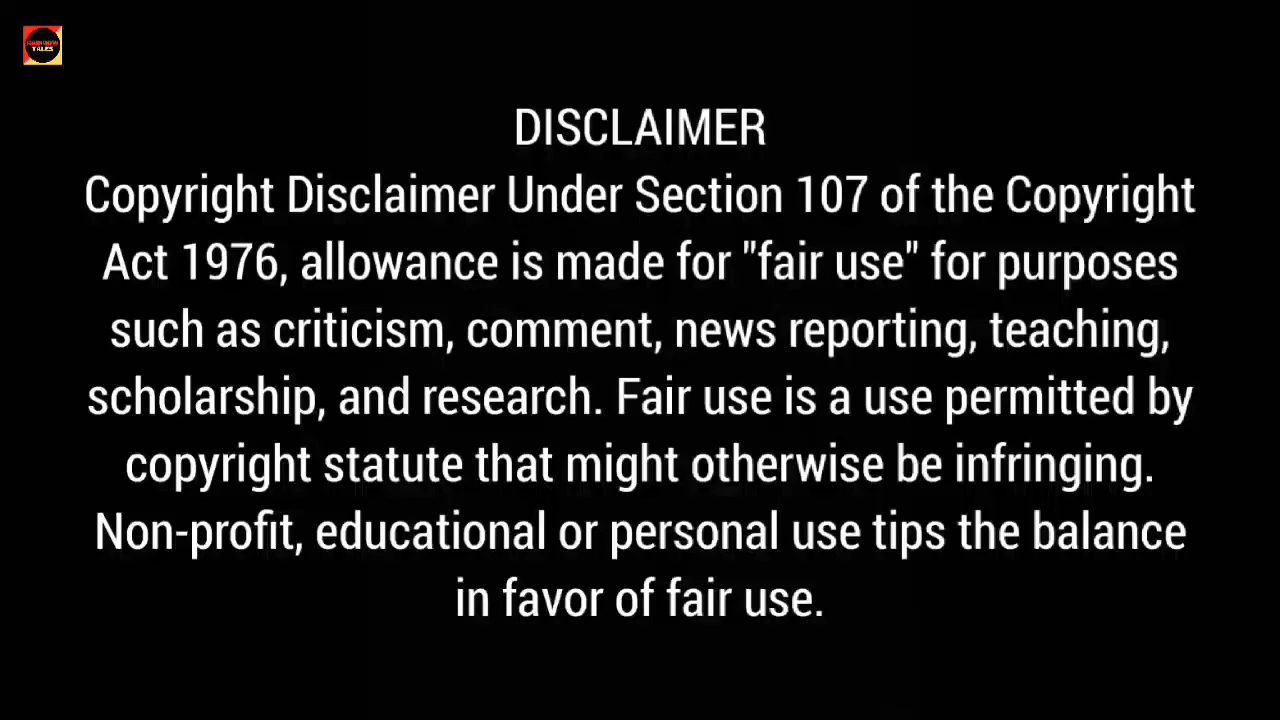 RAINBOW
TALES
DISCLAIMER
Copyright Disclaimer Under Section 107 of the Copyright
Act 1976, allowance is made for "fair use" for purposes
such as criticism, comment, news reporting, teaching,
scholarship, and research. Fair use is a use permitted by
copyright statute that might otherwise be infringing.
Non-profit, educational or personal use tips the balance
in favor of fair use.